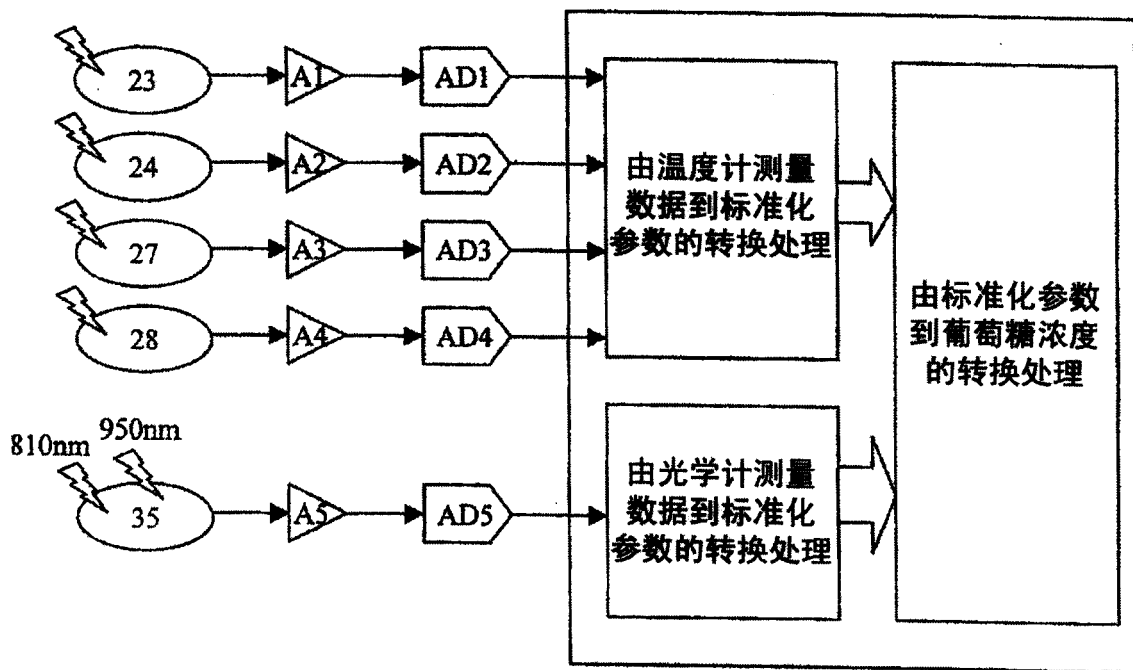 23 A1 AD1
24 A2 AD2
27 A3 AD3
28 A4 AD4
由温度计测量
数据到标准化
参数的转换处理
由标准化参数
到葡萄糖浓度
的转换处理
810nm 950nm
35 A5 AD5
由光学计测量
数据到标准化
参数的转换处理